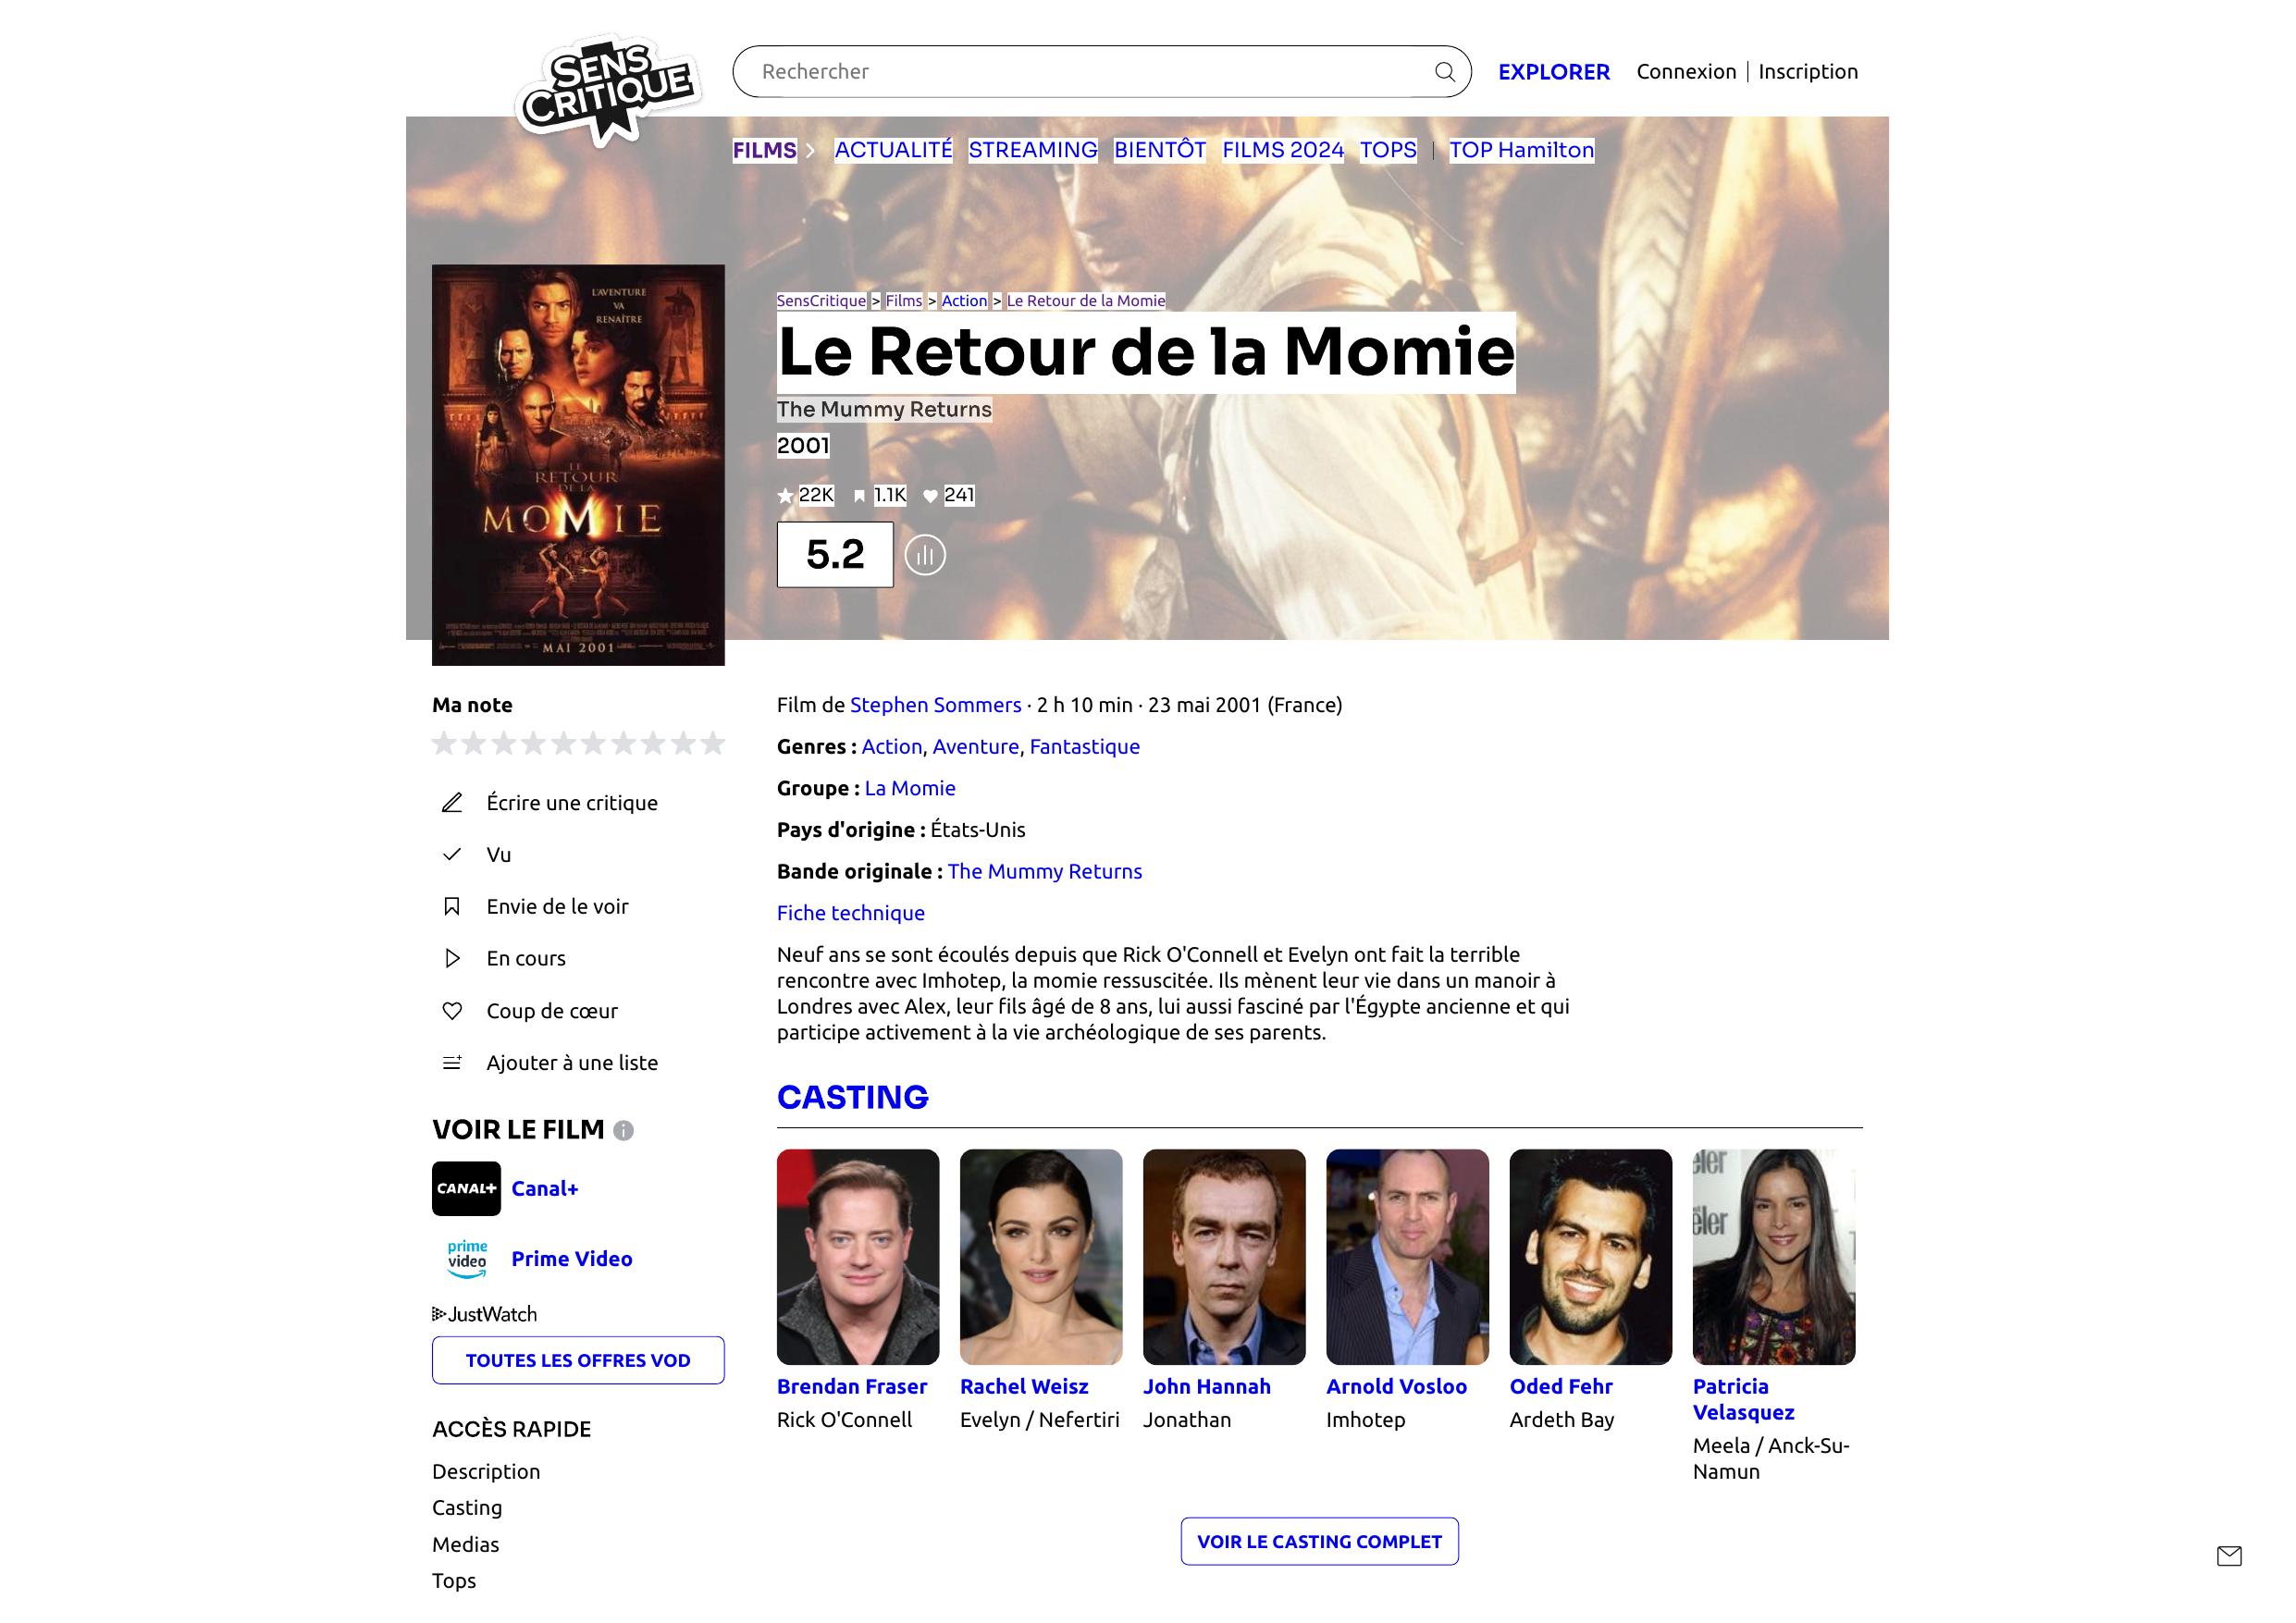 SENS
CRITIQUE
Rechercher
EXPLORER
Connexion
Inscription
FILMS
ACTUALITÉ
STREAMING
BIENTÔT
FILMS 2024
TOPS
TOP Hamilton
L'AVENTURE
VA
RENAÎTRE
LE
RETOUR
DE LA
MOMIE
MAI 2001
SensCritique > Films > Action > Le Retour de la Momie
Le Retour de la Momie
The Mummy Returns
2001
22K
1.1K
241
5.2
Ma note
Écrire une critique
Vu
Envie de le voir
En cours
Coup de cœur
Ajouter à une liste
VOIR LE FILM
CANAL+
Canal+
prime
video
Prime Video
JustWatch
TOUTES LES OFFRES VOD
ACCÈS RAPIDE
Description
Casting
Medias
Tops
Film de Stephen Sommers · 2 h 10 min · 23 mai 2001 (France)
Genres : Action, Aventure, Fantastique
Groupe : La Momie
Pays d'origine : États-Unis
Bande originale : The Mummy Returns
Fiche technique
Neuf ans se sont écoulés depuis que Rick O'Connell et Evelyn ont fait la terrible
rencontre avec Imhotep, la momie ressuscitée. Ils mènent leur vie dans un manoir à
Londres avec Alex, leur fils âgé de 8 ans, lui aussi fasciné par l'Égypte ancienne et qui
participe activement à la vie archéologique de ses parents.
CASTING
Brendan Fraser
Rick O'Connell
Rachel Weisz
Evelyn / Nefertiri
John Hannah
Jonathan
Arnold Vosloo
Imhotep
Oded Fehr
Ardeth Bay
Patricia
Velasquez
Meela / Anck-Su-
Namun
VOIR LE CASTING COMPLET